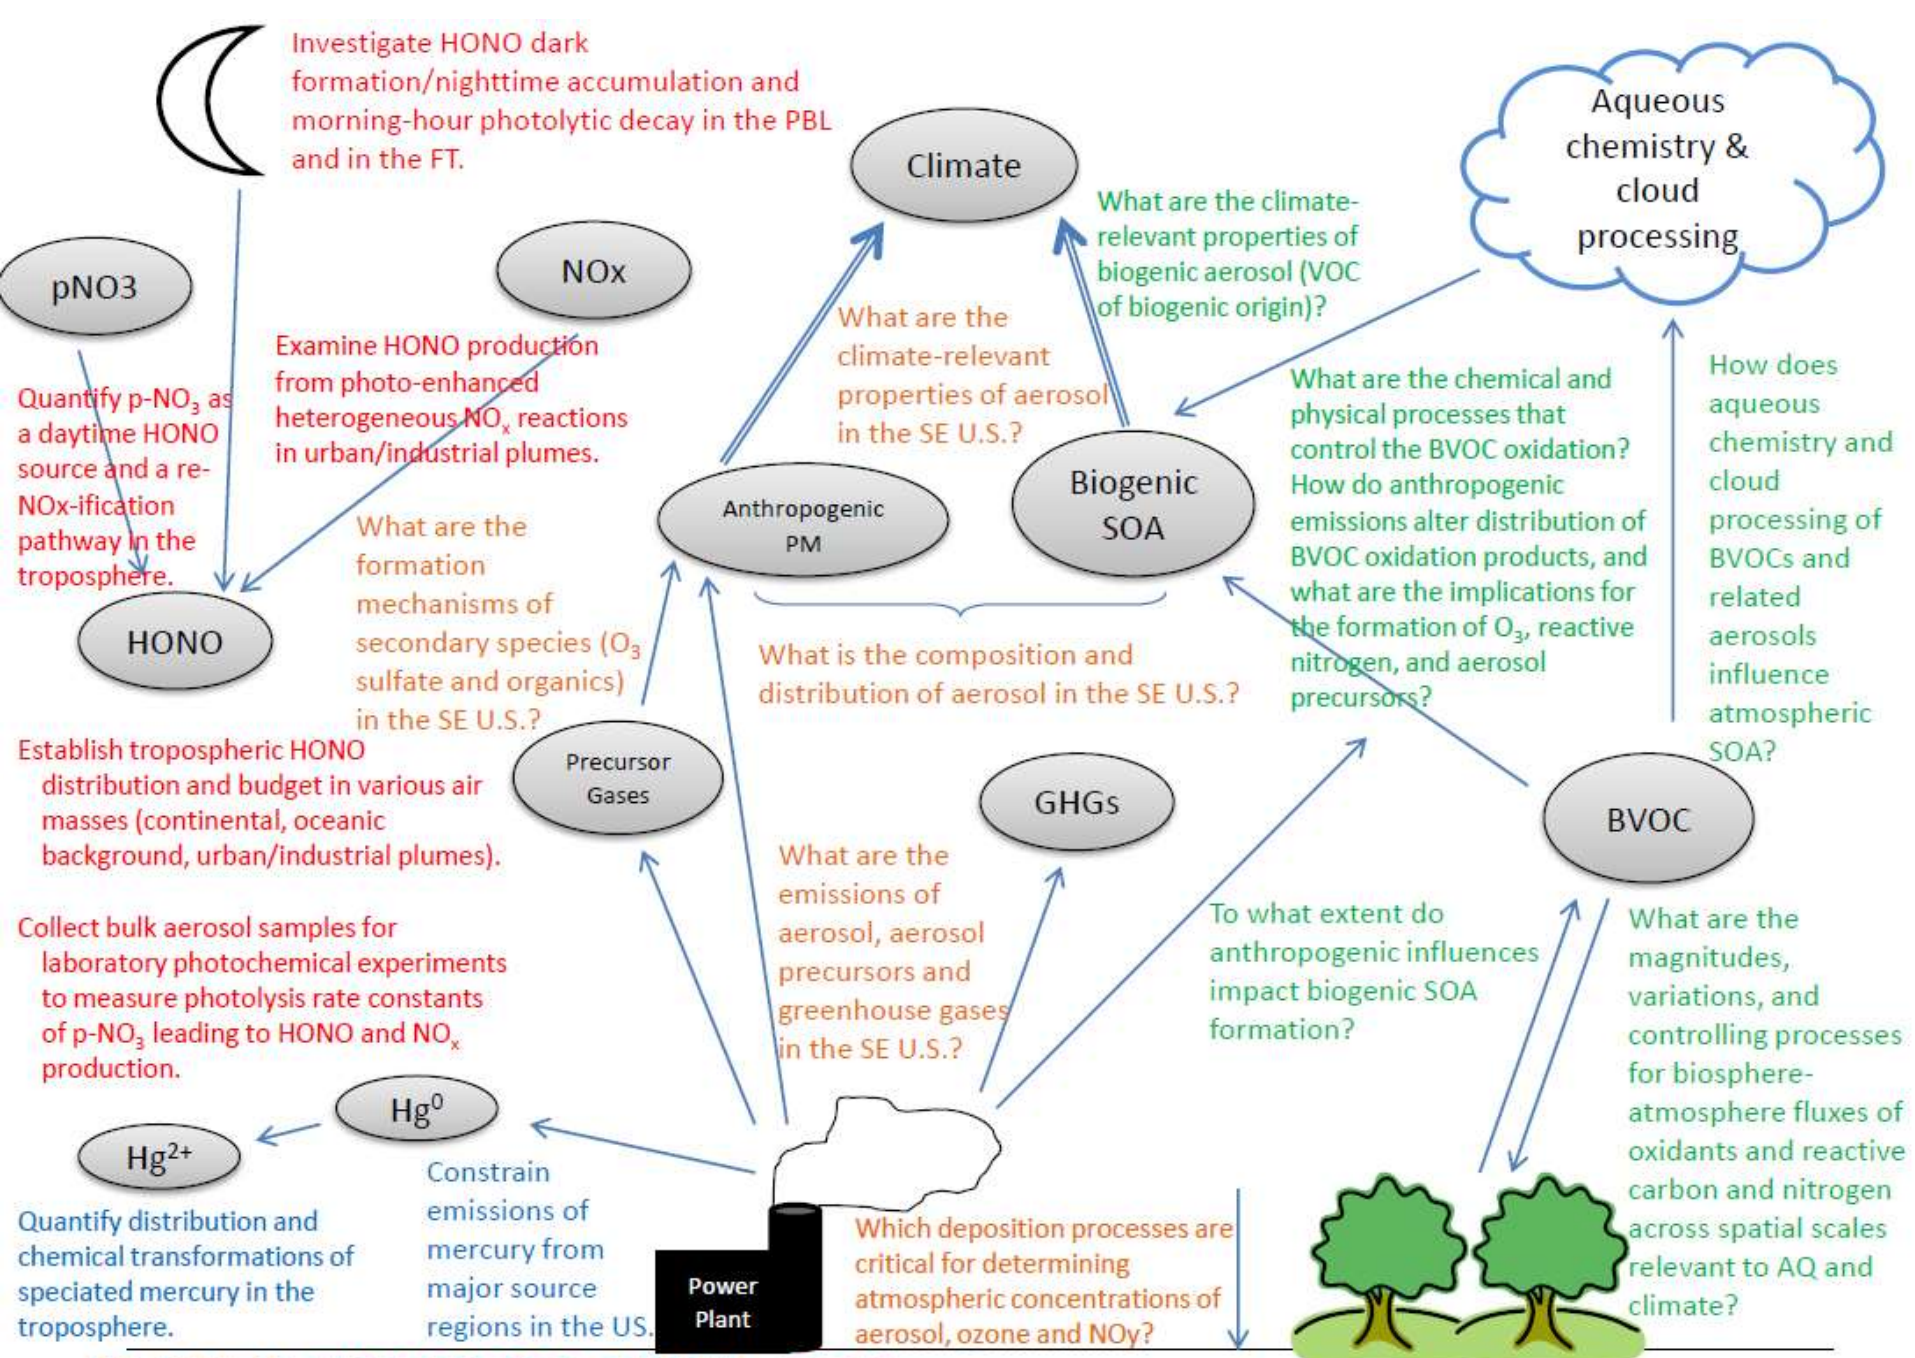 Investigate HONO dark
formation/nighttime accumulation and
morning-hour photolytic decay in the PBL
and in the FT.
Climate
Aqueous
chemistry &
cloud
processing
What are the climate-
relevant properties of
biogenic aerosol (VOC
of biogenic origin)?
pNO3
NOx
Examine HONO production
from photo-enhanced
heterogeneous NOₓ reactions
in urban/industrial plumes.
Quantify p-NO₃ as
a daytime HONO
source and a re-
NOx-ification
pathway in the
troposphere.
What are the
climate-relevant
properties of aerosol
in the SE U.S.?
What are the chemical and
physical processes that
control the BVOC oxidation?
How do anthropogenic
emissions alter distribution of
BVOC oxidation products, and
what are the implications for
the formation of O₃, reactive
nitrogen, and aerosol
precursors?
How does
aqueous
chemistry and
cloud
processing of
BVOCs and
related
aerosols
influence
atmospheric
SOA?
Anthropogenic
PM
Biogenic
SOA
What are the
formation
mechanisms of
secondary species (O₃
sulfate and organics)
in the SE U.S.?
HONO
What is the composition and
distribution of aerosol in the SE U.S.?
Establish tropospheric HONO
distribution and budget in various air
masses (continental, oceanic
background, urban/industrial plumes).
Precursor
Gases
GHGs
BVOC
What are the
emissions of
aerosol, aerosol
precursors and
greenhouse gases
in the SE U.S.?
To what extent do
anthropogenic influences
impact biogenic SOA
formation?
What are the
magnitudes,
variations, and
controlling processes
for biosphere-
atmosphere fluxes of
oxidants and reactive
carbon and nitrogen
across spatial scales
relevant to AQ and
climate?
Collect bulk aerosol samples for
laboratory photochemical experiments
to measure photolysis rate constants
of p-NO₃ leading to HONO and NOₓ
production.
Hg⁰
Hg²⁺
Constrain
emissions of
mercury from
major source
regions in the US.
Quantify distribution and
chemical transformations of
speciated mercury in the
troposphere.
Power
Plant
Which deposition processes are
critical for determining
atmospheric concentrations of
aerosol, ozone and NOy?